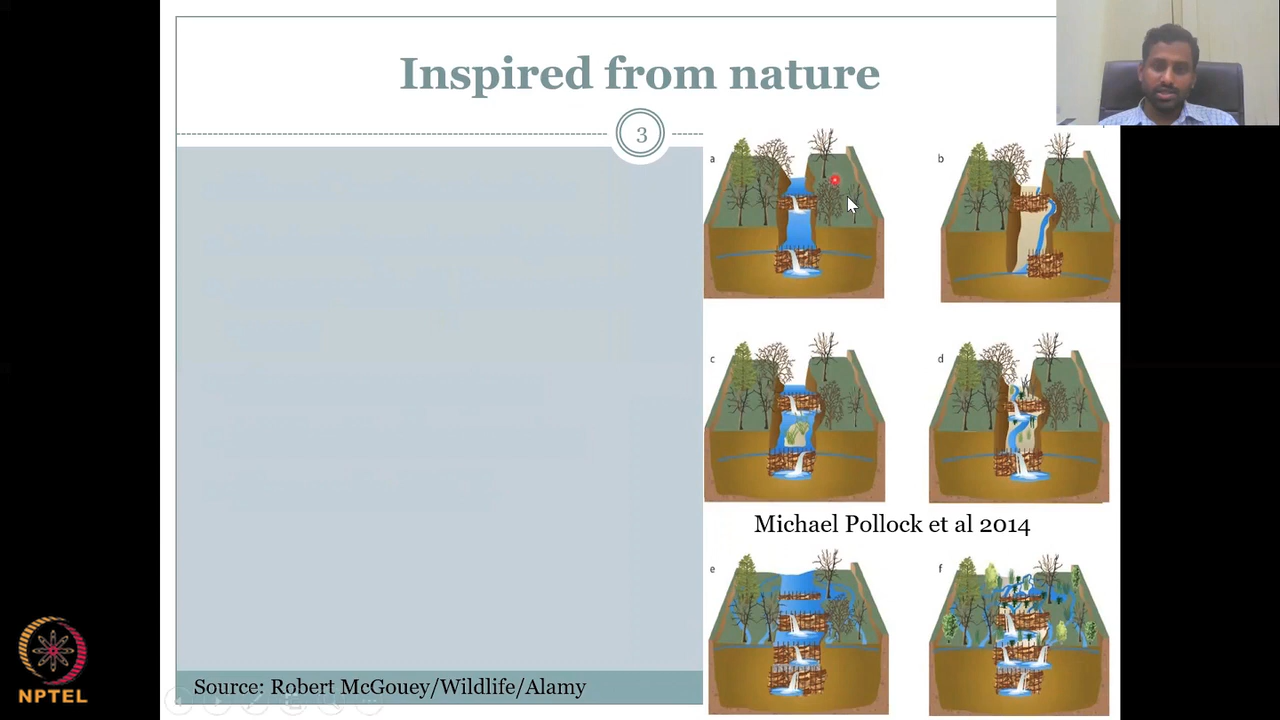 Inspired from nature
3
a
b
c
d
Michael Pollock et al 2014
e
f
Source: Robert McGouey/Wildlife/Alamy
NPTEL